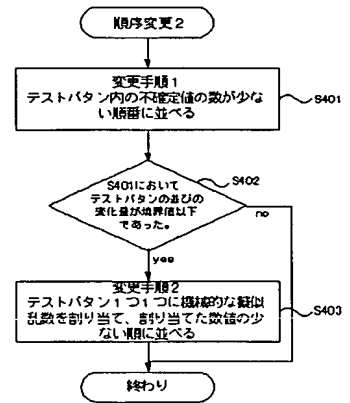 順序変更２
変更手順１
テストパタン内の不確定値の数が少な
い順番に並べる
S401
S401において
テストパタンの並びの
変化量が境界値以下
であった。
S402
no
yes
変更手順２
テストパタン１つ１つに機械的な擬似
乱数を割り当て、割り当てた数値の少
ない順に並べる
S403
終わり